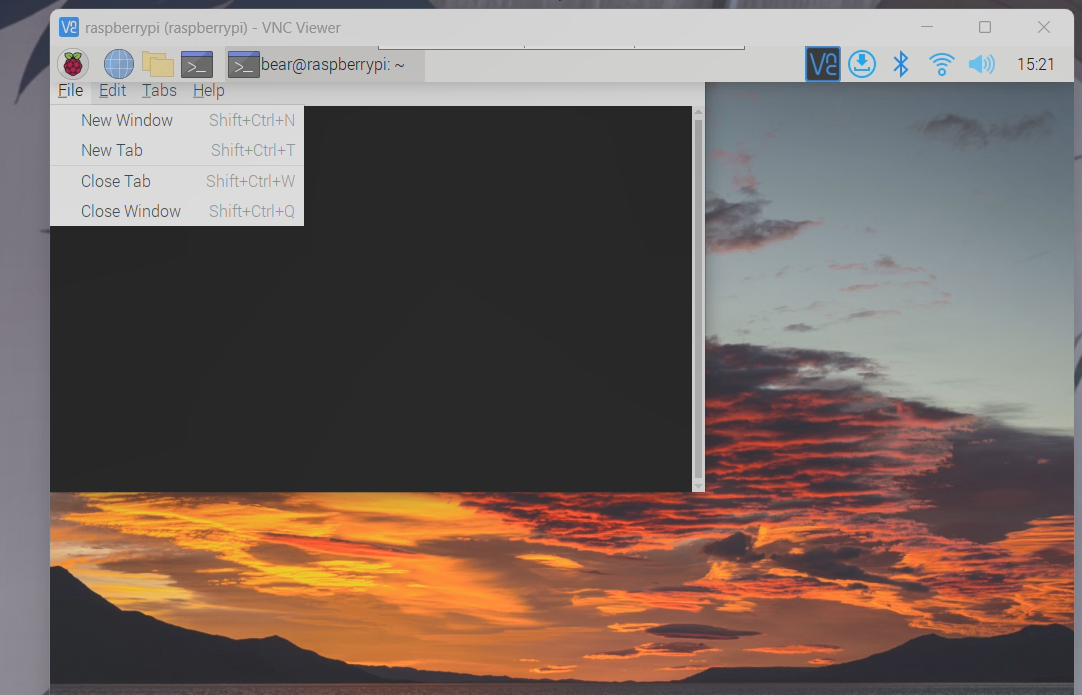 raspberrypi (raspberrypi) - VNC Viewer
>_ >_ bear@raspberrypi: ~ 15:21
File Edit Tabs Help
New Window Shift+Ctrl+N
New Tab Shift+Ctrl+T
Close Tab Shift+Ctrl+W
Close Window Shift+Ctrl+Q